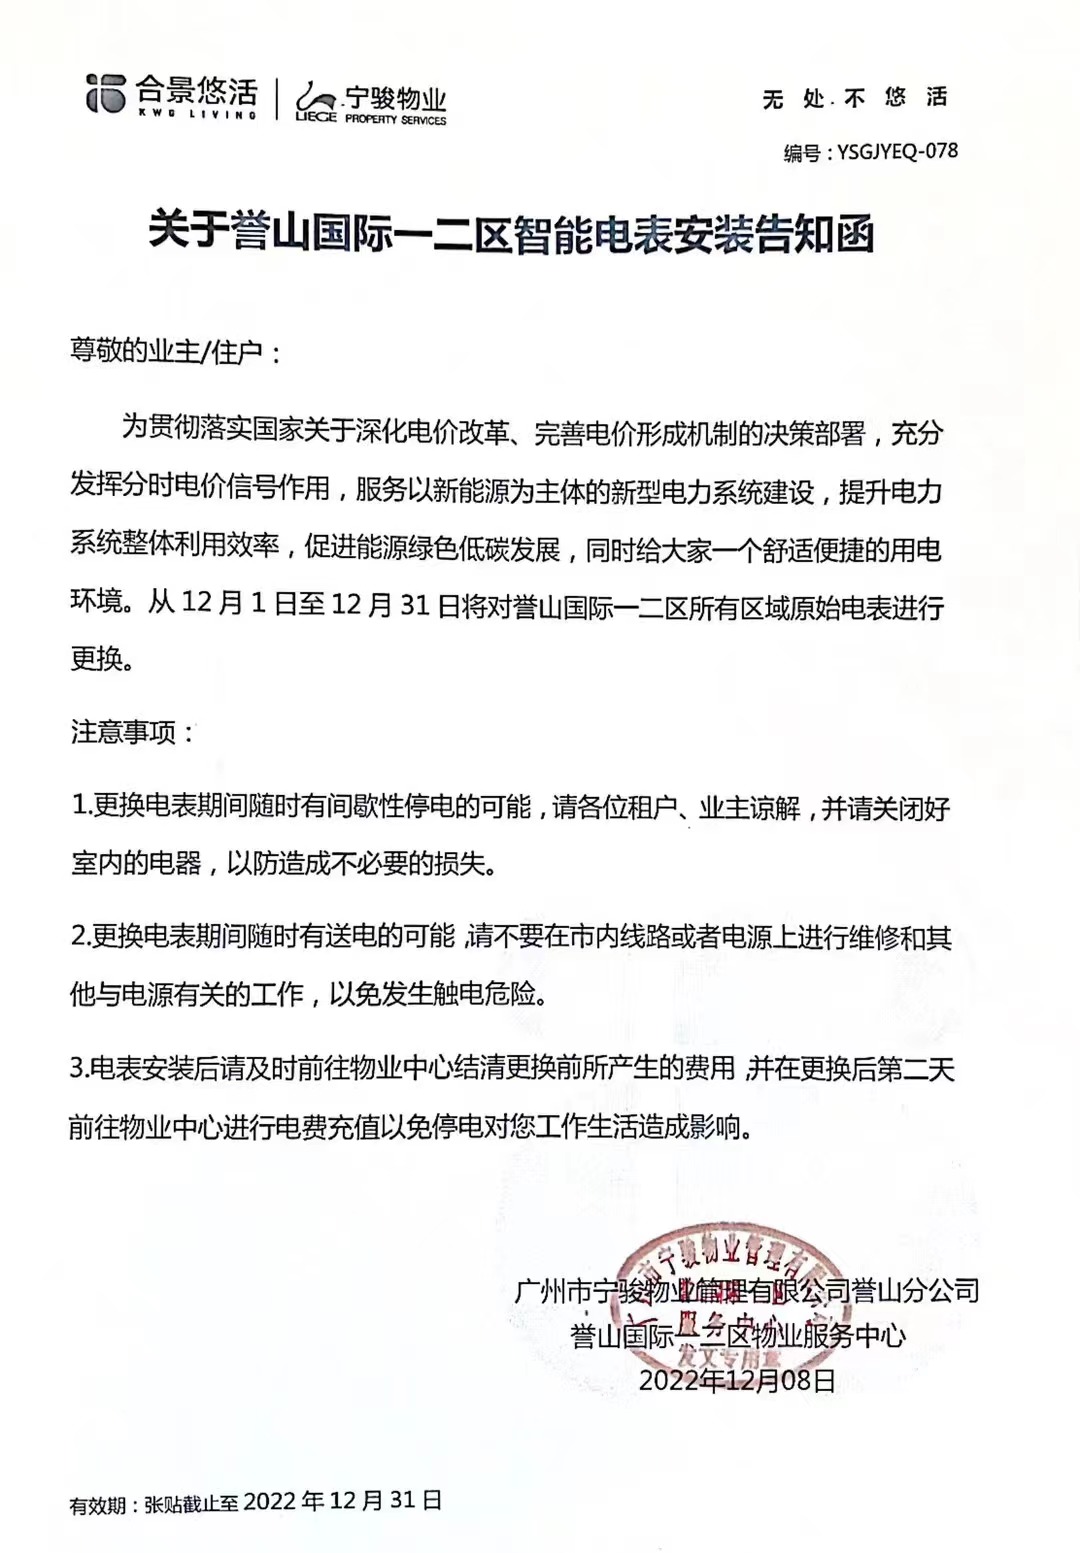 合景悠活
KWG LIVING
宁骏物业
LIEGE PROPERTY SERVICES
无处不悠活
编号：YSGJYEQ-078
关于誉山国际一二区智能电表安装告知函
尊敬的业主/住户：
为贯彻落实国家关于深化电价改革、完善电价形成机制的决策部署，充分
发挥分时电价信号作用，服务以新能源为主体的新型电力系统建设，提升电力
系统整体利用效率，促进能源绿色低碳发展，同时给大家一个舒适便捷的用电
环境。从 12 月 1 日至 12 月 31 日将对誉山国际一二区所有区域原始电表进行
更换。
注意事项：
1.更换电表期间随时有间歇性停电的可能，请各位租户、业主谅解，并请关闭好
室内的电器，以防造成不必要的损失。
2.更换电表期间随时有送电的可能，请不要在市内线路或者电源上进行维修和其
他与电源有关的工作，以免发生触电危险。
3.电表安装后请及时前往物业中心结清更换前所产生的费用，并在更换后第二天
前往物业中心进行电费充值以免停电对您工作生活造成影响。
广州市宁骏物业管理有限公司誉山分公司
誉山国际一二区物业服务中心
2022年12月08日
市宁骏物业管理有限
服务中心
发文专用章
有效期：张贴截止至 2022 年 12 月 31 日